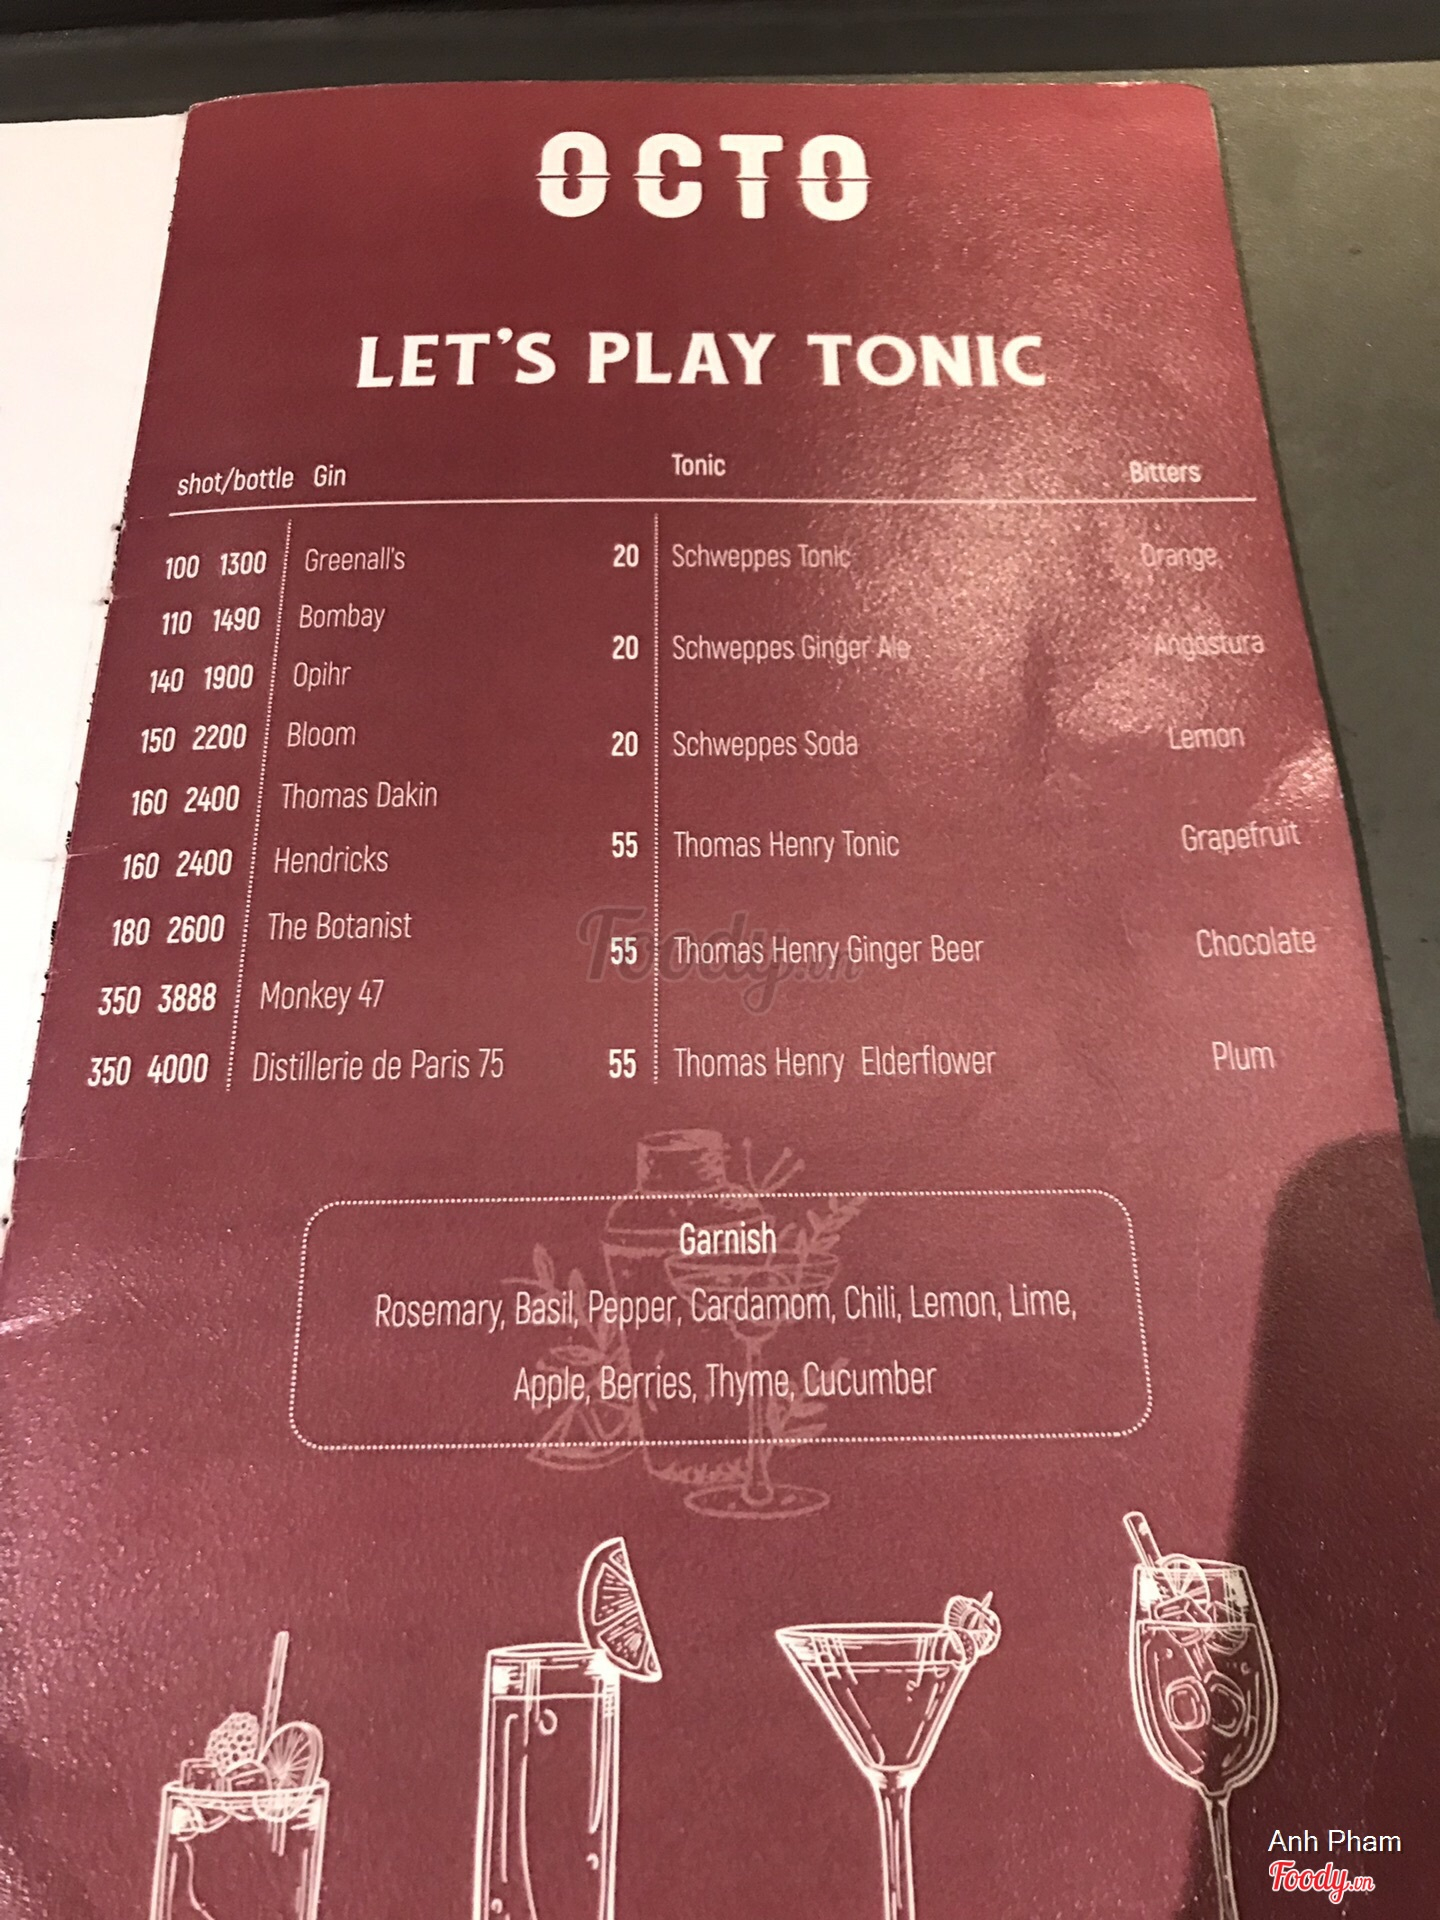 OCTO
LET'S PLAY TONIC
shot/bottle Gin Tonic Bitters
100 1300 Greenall's 20 Schweppes Tonic Orange
110 1490 Bombay
20 Schweppes Ginger Ale Angostura
140 1900 Opihr
150 2200 Bloom 20 Schweppes Soda Lemon
160 2400 Thomas Dakin
160 2400 Hendricks 55 Thomas Henry Tonic Grapefruit
180 2600 The Botanist
55 Thomas Henry Ginger Beer Chocolate
350 3888 Monkey 47
350 4000 Distillerie de Paris 75 55 Thomas Henry Elderflower Plum
Foody.vn
Garnish
Rosemary, Basil, Pepper, Cardamom, Chili, Lemon, Lime,
Apple, Berries, Thyme, Cucumber
Anh Pham
Foody.vn